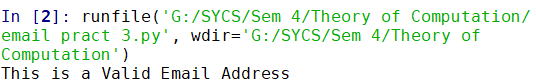 In [2]: runfile('G:/SYCS/Sem 4/Theory of Computation/
email pract 3.py', wdir='G:/SYCS/Sem 4/Theory of
Computation')
This is a Valid Email Address